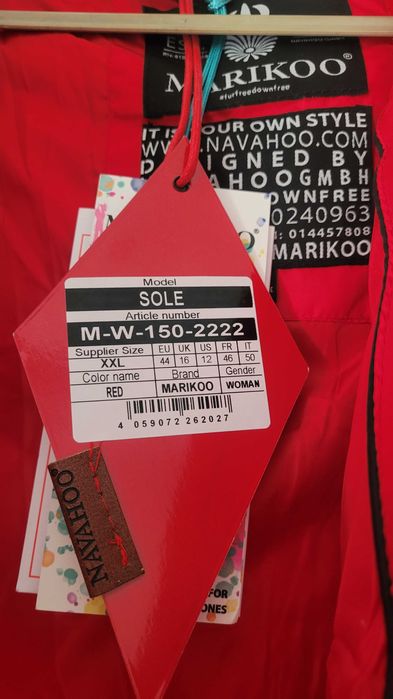 MARIKOO
®
#furfreedownfree
IT IS YOUR OWN STYLE
WWW.NAVAHOO.COM
DESIGNED BY
NAVAHOO GMBH
0240963
014457808
MARIKOO
Model
SOLE
Article number
M-W-150-2222
Supplier Size EU UK US FR IT
XXL 44 16 12 46 50
Color name Brand Gender
RED MARIKOO WOMAN
4 059072 262027
NAVAHOO
FOR
ONES